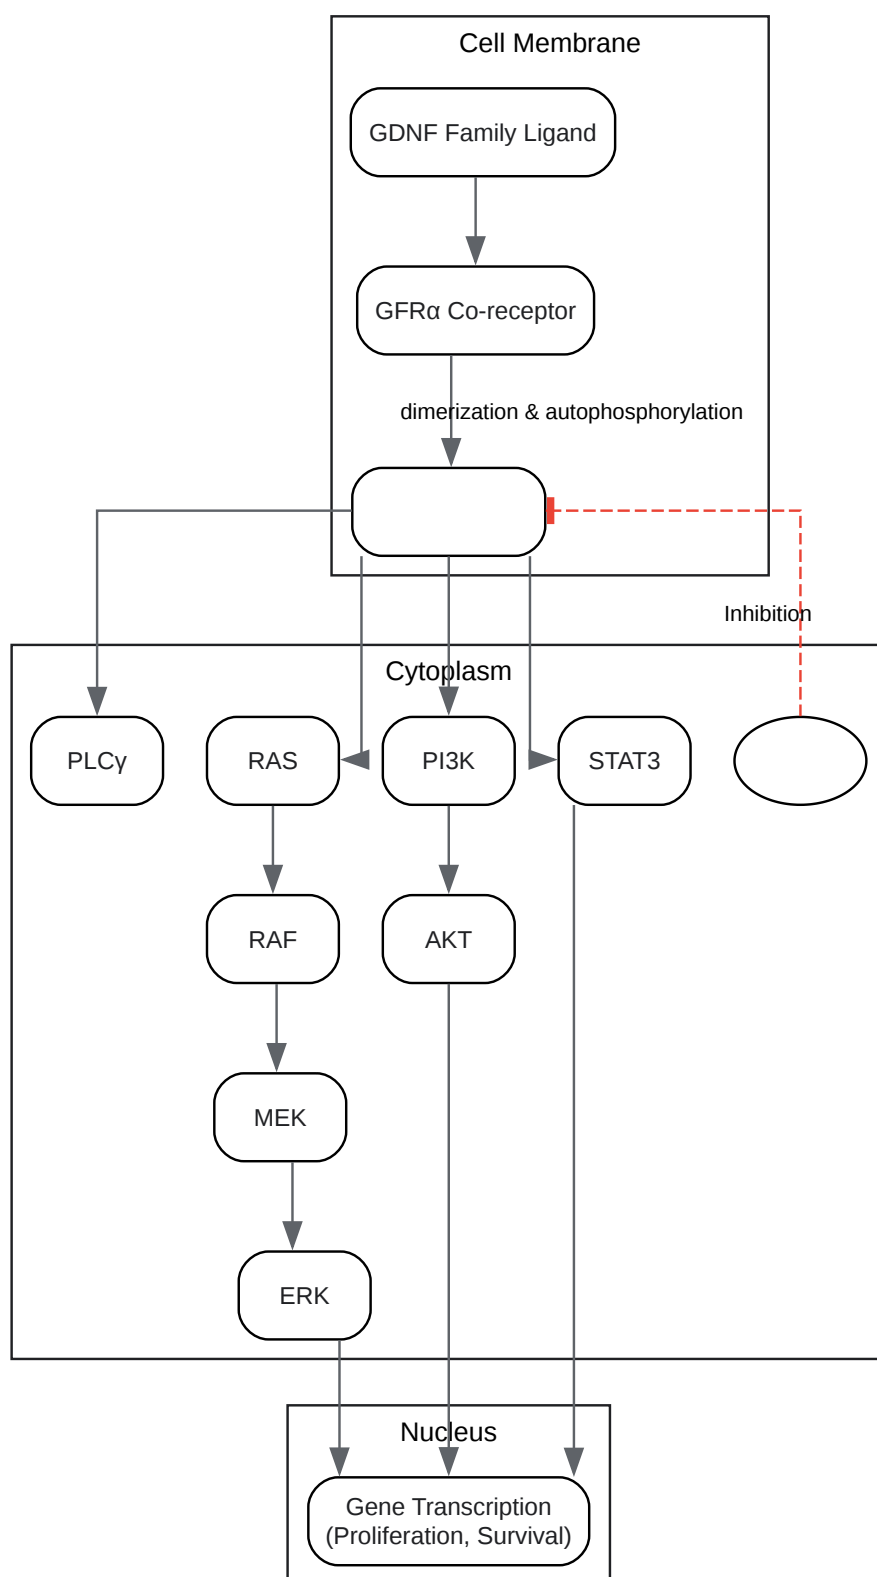 Cell Membrane
GDNF Family Ligand
GFRα Co-receptor
dimerization & autophosphorylation
Inhibition
Cytoplasm
PLCγ
RAS
PI3K
STAT3
RAF
AKT
MEK
ERK
Nucleus
Gene Transcription
(Proliferation, Survival)